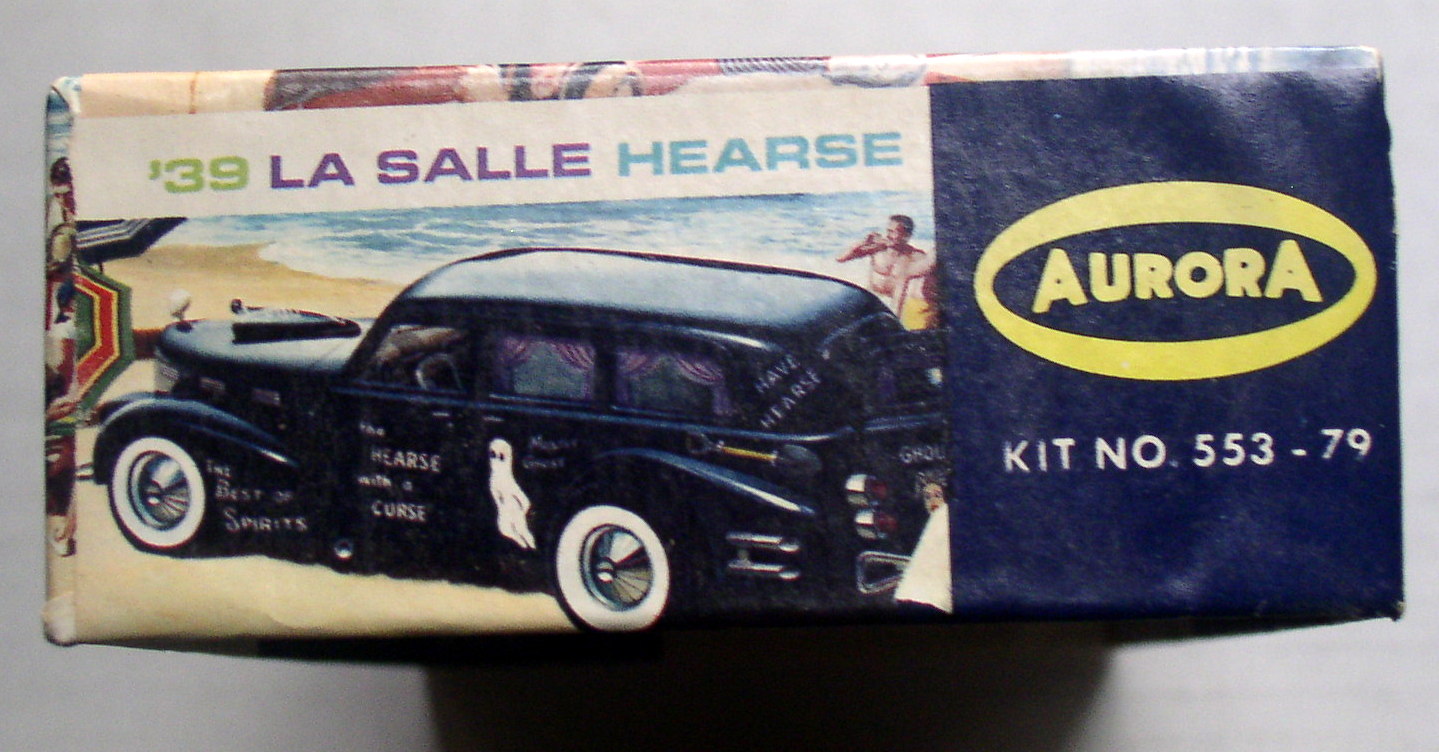 '39 LA SALLE HEARSE
AURORA
KIT NO. 553 - 79
HAVE
HEARSE
the
HEARSE
with a
CURSE
THE
BEST OF
SPIRITS
GHOU